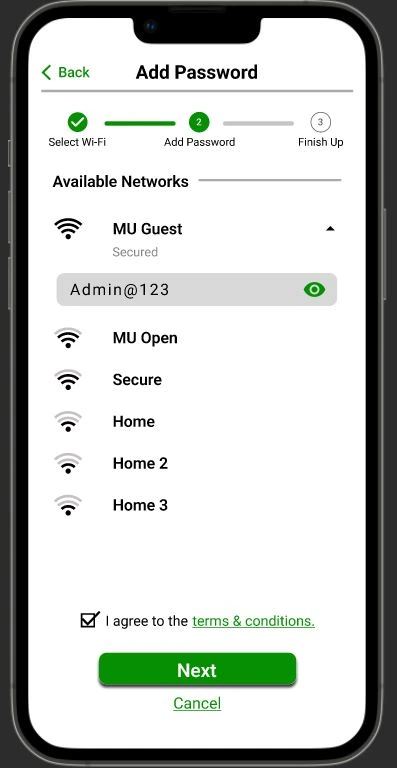 Back Add Password
2 3
Select Wi-Fi Add Password Finish Up
Available Networks
MU Guest
Secured
Admin@123
MU Open
Secure
Home
Home 2
Home 3
I agree to the terms & conditions.
Next
Cancel